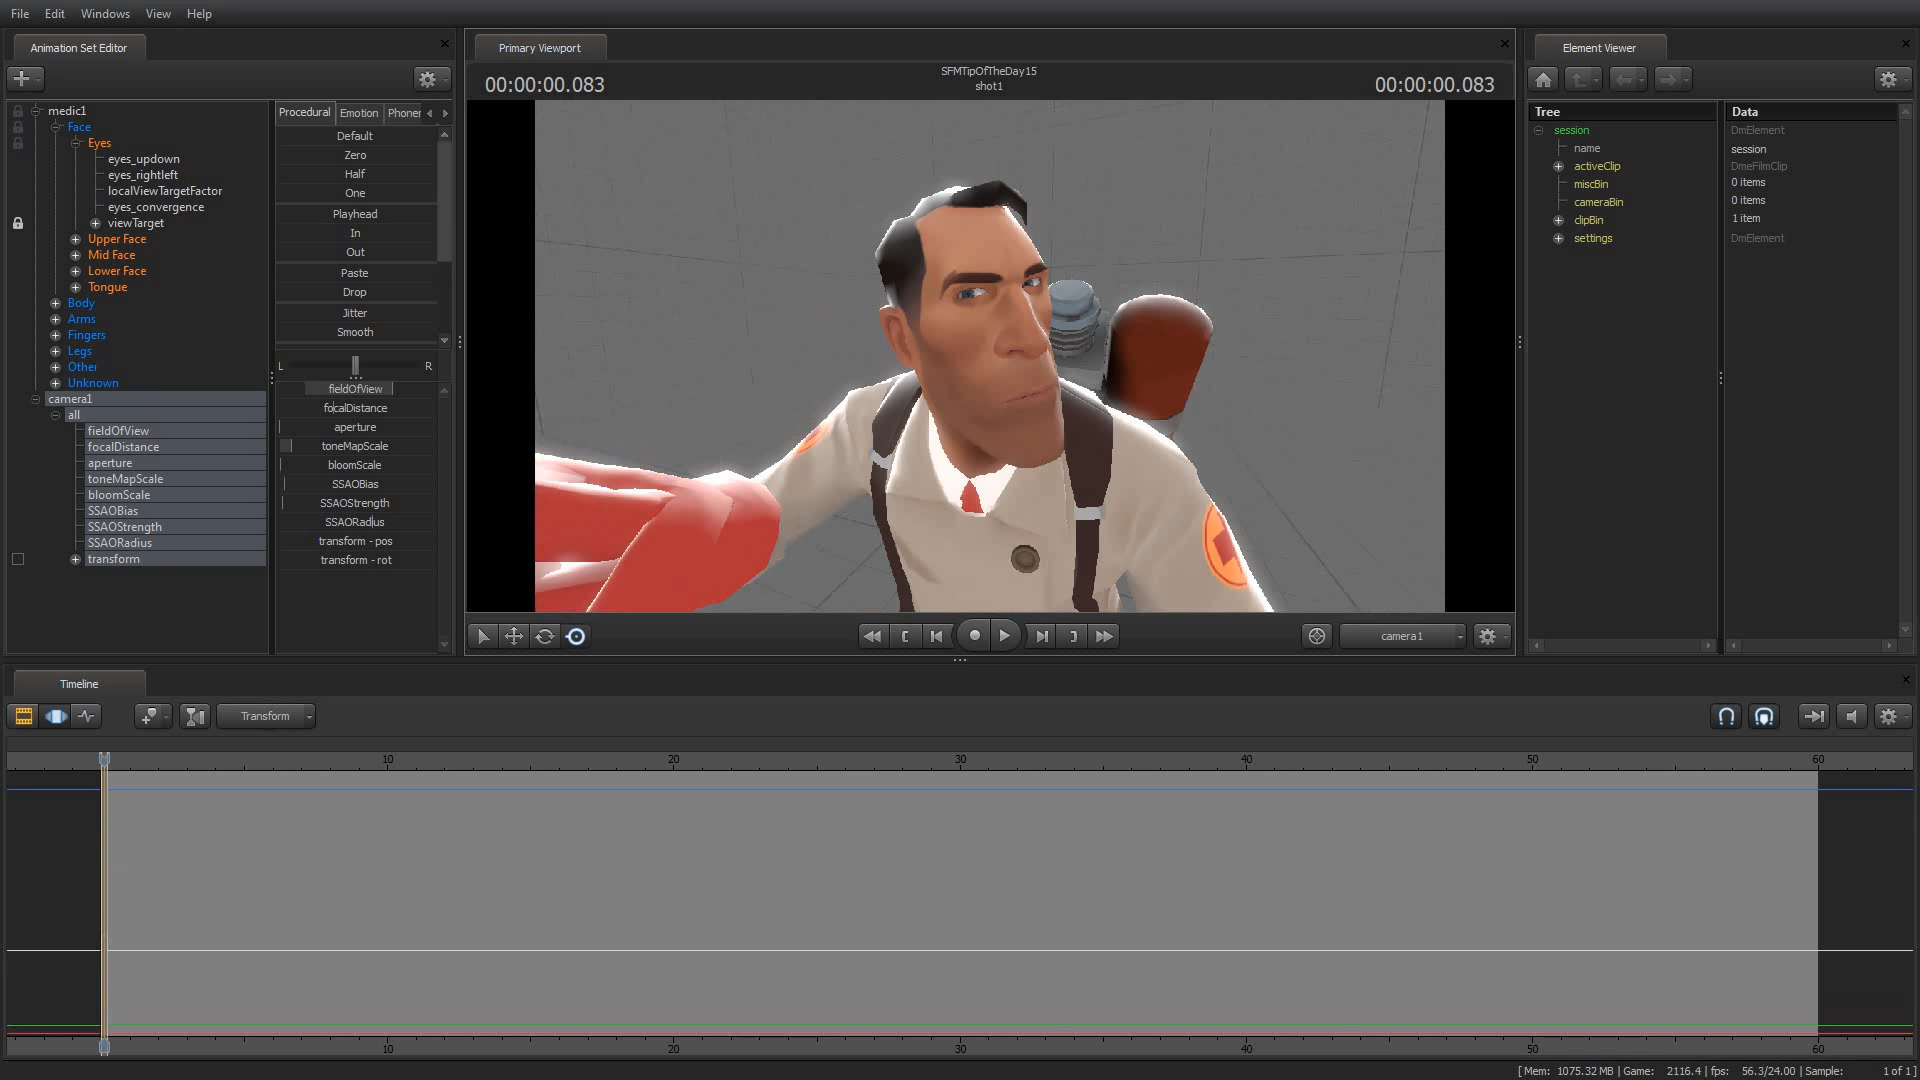 File Edit Windows View Help
Animation Set Editor
medic1
Face
Eyes
eyes_updown
eyes_rightleft
localViewTargetFactor
eyes_convergence
viewTarget
Upper Face
Mid Face
Lower Face
Tongue
Body
Arms
Fingers
Legs
Other
Unknown
camera1
all
fieldOfView
focalDistance
aperture
toneMapScale
bloomScale
SSAOBias
SSAOStrength
SSAORadius
transform
Procedural Emotion Phoner
Default
Zero
Half
One
Playhead
In
Out
Paste
Drop
Jitter
Smooth
L R
fieldOfView
focalDistance
aperture
toneMapScale
bloomScale
SSAOBias
SSAOStrength
SSAORadius
transform - pos
transform - rot
Primary Viewport
00:00:00.083
SFMTipOfTheDay15
shot1
00:00:00.083
camera1
Element Viewer
Tree Data
session DmElement
name session
activeClip DmeFilmClip
miscBin 0 items
cameraBin 0 items
clipBin 1 item
settings DmElement
Timeline
Transform
10 20 30 40 50 60
10 20 30 40 50 60
[ Mem: 1075.32 MB | Game: 2116.4 | fps: 56.3/24.00 | Sample: 1 of 1 ]